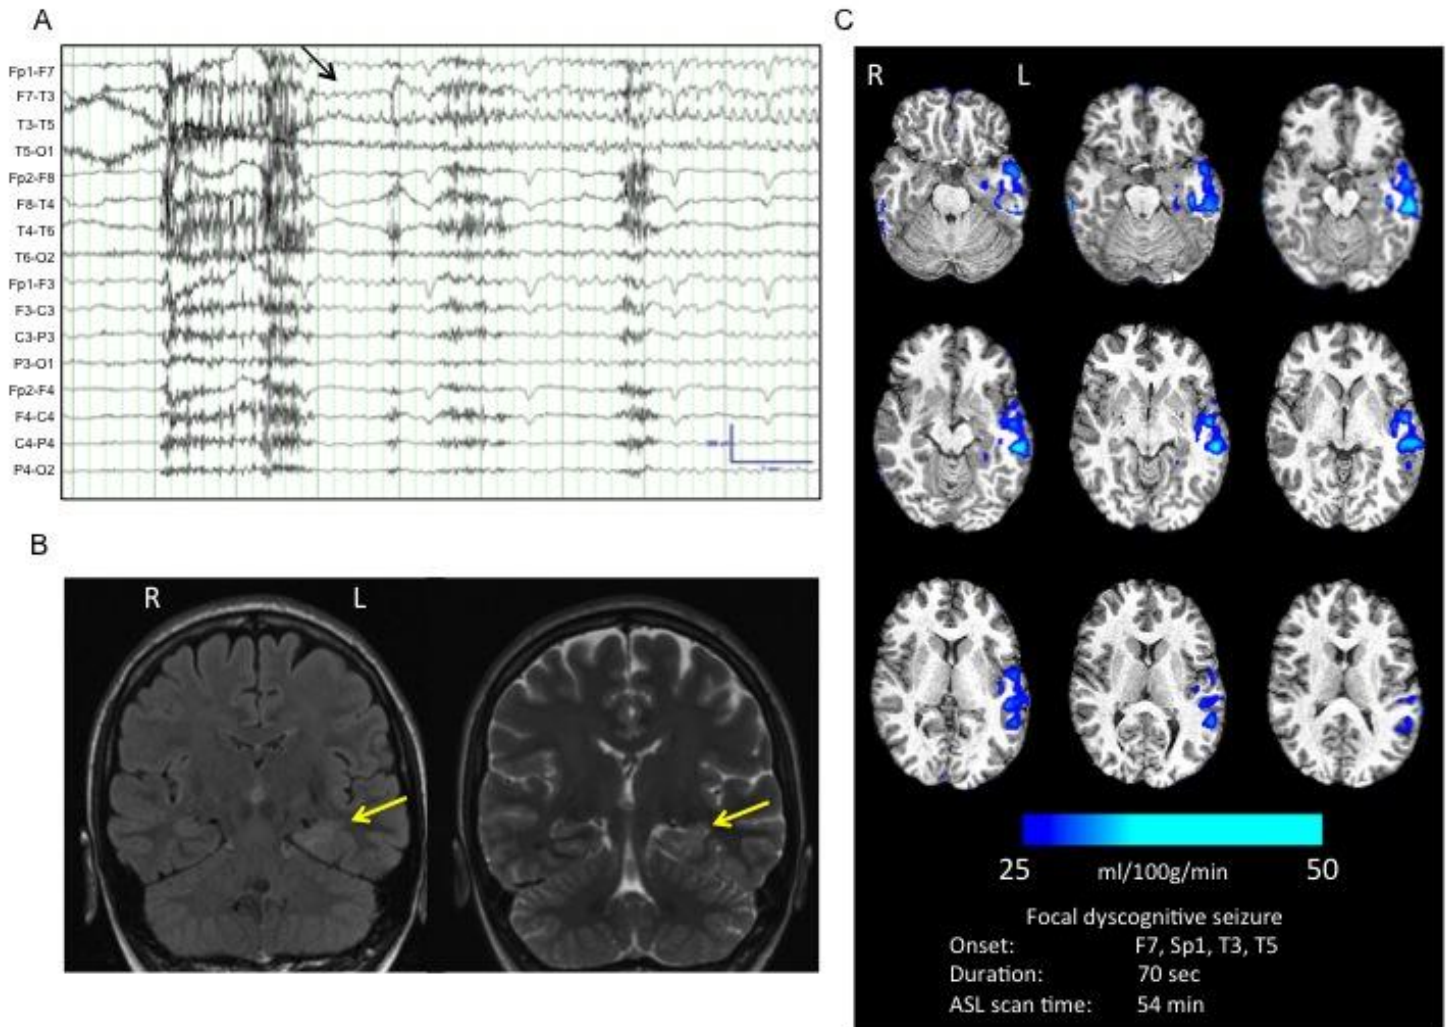 A
Fp1-F7
F7-T3
T3-T5
T5-O1
Fp2-F8
F8-T4
T4-T6
T6-O2
Fp1-F3
F3-C3
C3-P3
P3-O1
Fp2-F4
F4-C4
C4-P4
P4-O2
B
R L
C
R L
25 ml/100g/min 50
Focal dyscognitive seizure
Onset: F7, Sp1, T3, T5
Duration: 70 sec
ASL scan time: 54 min